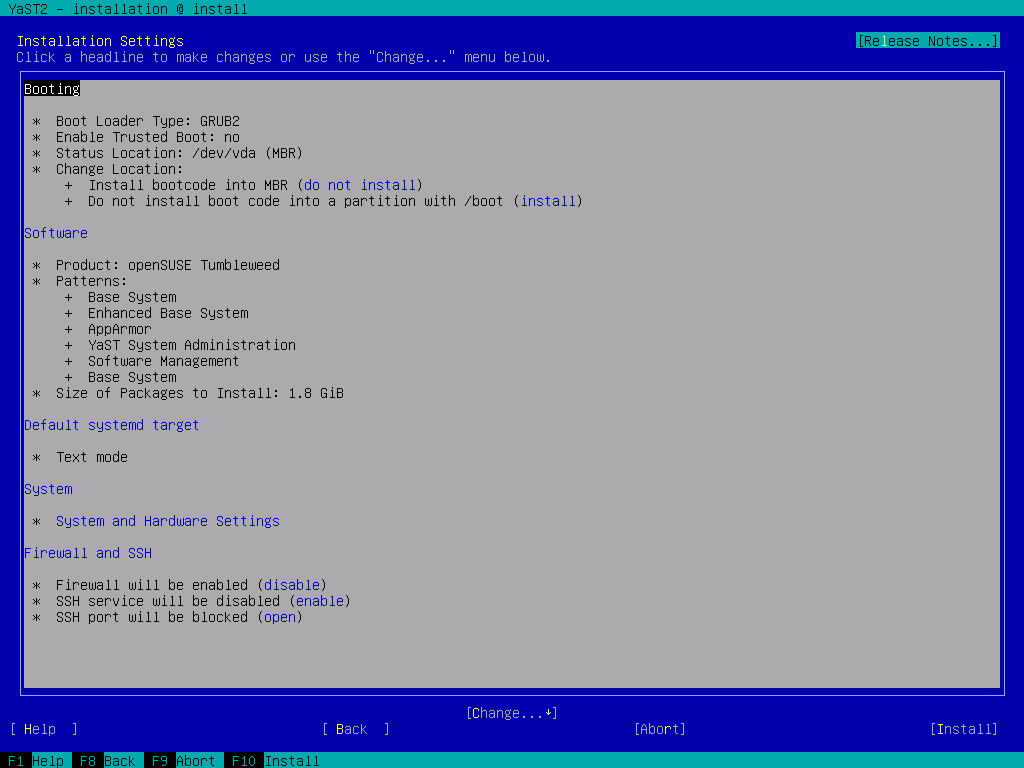 YaST2 - installation @ install
Installation Settings [Release Notes...]
Click a headline to make changes or use the "Change..." menu below.
Booting
* Boot Loader Type: GRUB2
* Enable Trusted Boot: no
* Status Location: /dev/vda (MBR)
* Change Location:
+ Install bootcode into MBR (do not install)
+ Do not install boot code into a partition with /boot (install)
Software
* Product: openSUSE Tumbleweed
* Patterns:
+ Base System
+ Enhanced Base System
+ AppArmor
+ YaST System Administration
+ Software Management
+ Base System
* Size of Packages to Install: 1.8 GiB
Default systemd target
* Text mode
System
* System and Hardware Settings
Firewall and SSH
* Firewall will be enabled (disable)
* SSH service will be disabled (enable)
* SSH port will be blocked (open)
[Change...↓]
[ Help ] [ Back ] [Abort] [Install]
F1 Help F8 Back F9 Abort F10 Install